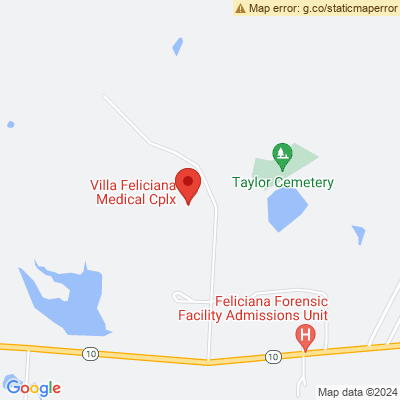 Map error: g.co/staticmaperror
Villa Feliciana
Medical Cplx
Taylor Cemetery
Feliciana Forensic
Facility Admissions Unit
H
10
10
Google
Map data ©2024